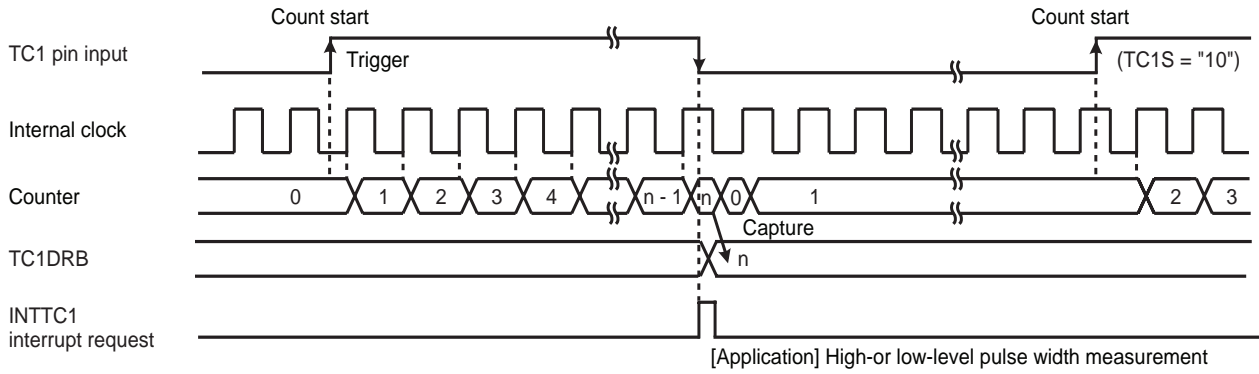 Count start
Count start
TC1 pin input
Trigger
(TC1S = "10")
Internal clock
Counter
0
1
2
3
4
n - 1
n
0
1
2
3
Capture
TC1DRB
n
INTTC1
interrupt request
[Application] High-or low-level pulse width measurement